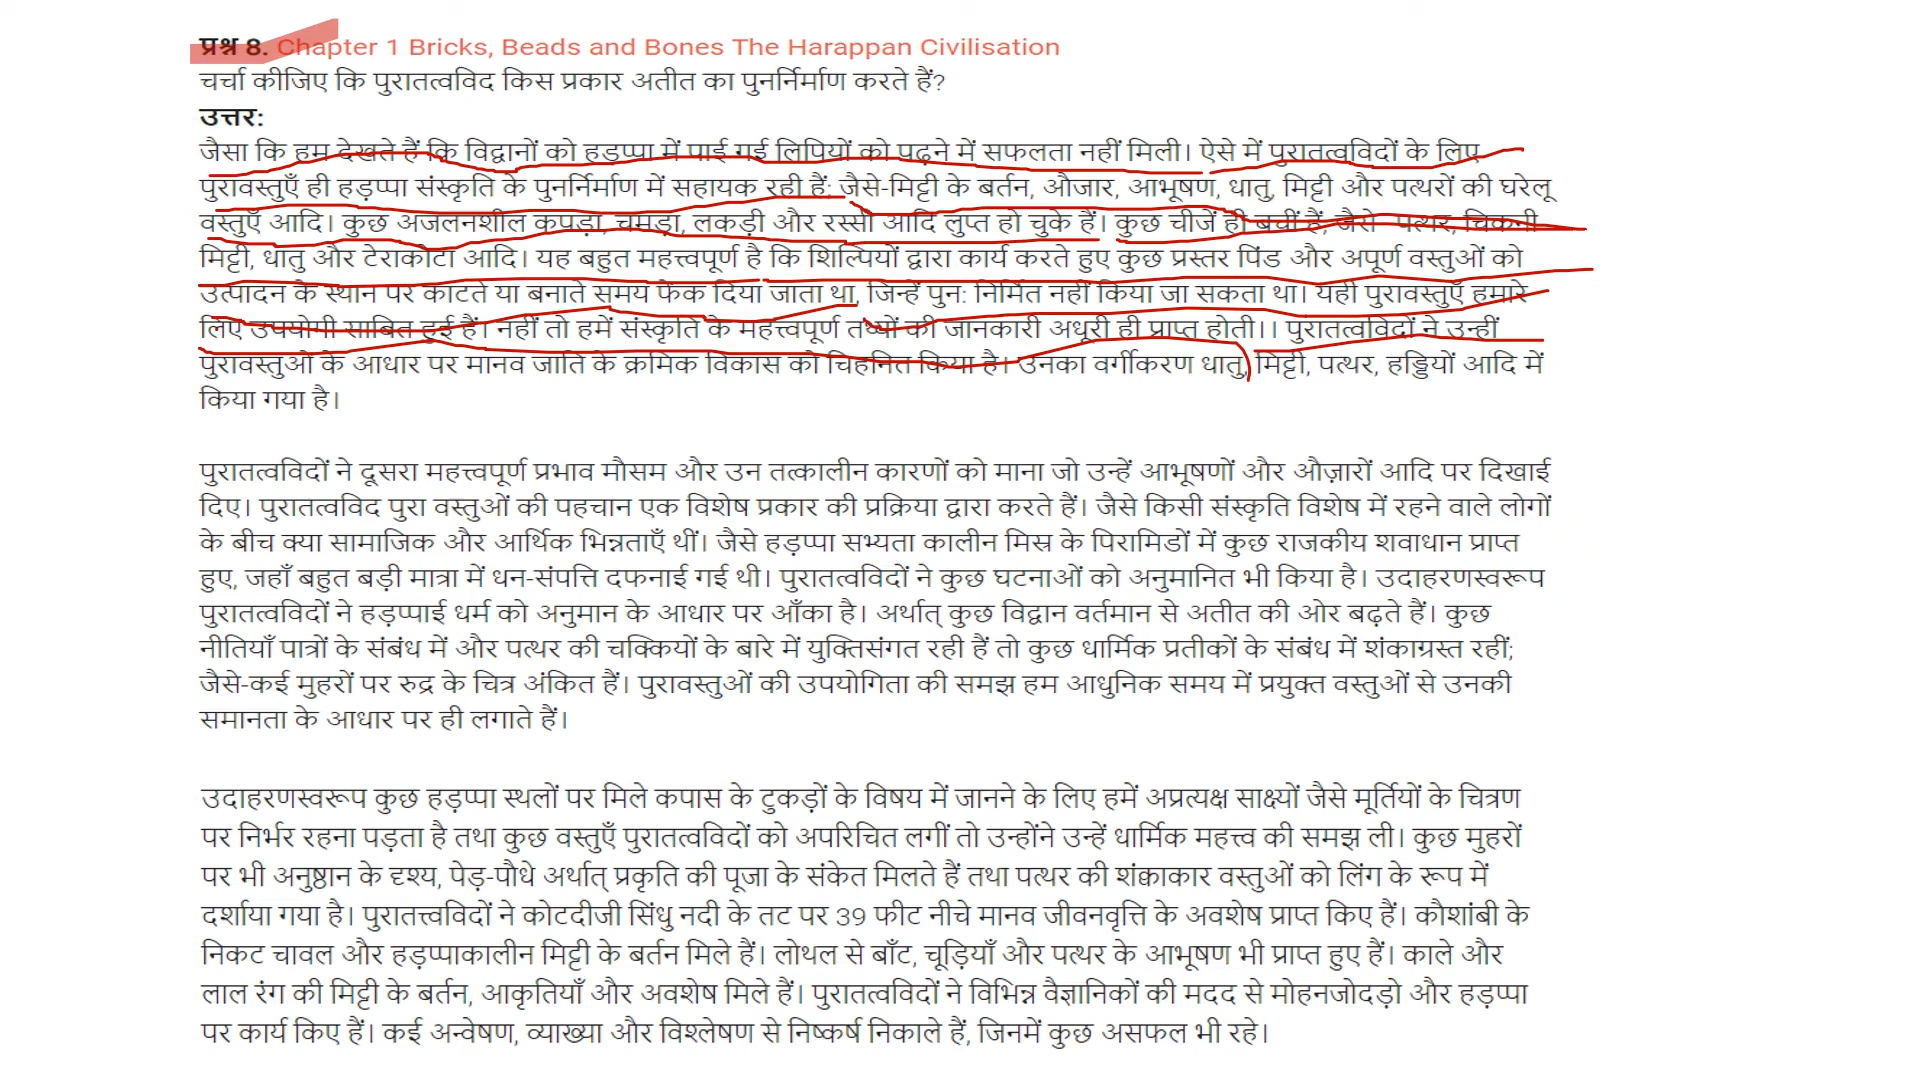 प्रश्न 8. Chapter 1 Bricks, Beads and Bones The Harappan Civilisation
चर्चा कीजिए कि पुरातत्वविद किस प्रकार अतीत का पुनर्निर्माण करते हैं?
उत्तर:
जैसा कि हम देखते हैं कि विद्वानों को हड़प्पा में पाई गई लिपियों को पढ़ने में सफलता नहीं मिली। ऐसे में पुरातत्वविदों के लिए
पुरावस्तुएँ ही हड़प्पा संस्कृति के पुनर्निर्माण में सहायक रही हैं; जैसे-मिट्टी के बर्तन, औजार, आभूषण, धातु, मिट्टी और पत्थरों की घरेलू
वस्तुएँ आदि। कुछ अजलनशील कपड़ा, चमड़ा, लकड़ी और रस्सी आदि लुप्त हो चुके हैं। कुछ चीजें ही बचीं हैं, जैसे पत्थर, चिकनी
मिट्टी, धातु और टेराकोटा आदि। यह बहुत महत्त्वपूर्ण है कि शिल्पियों द्वारा कार्य करते हुए कुछ प्रस्तर पिंड और अपूर्ण वस्तुओं को
उत्पादन के स्थान पर काटते या बनाते समय फेंक दिया जाता था, जिन्हें पुन: निर्मित नहीं किया जा सकता था। यही पुरावस्तुएँ हमारे
लिए उपयोगी साबित हुई हैं। नहीं तो हमें संस्कृति के महत्त्वपूर्ण तथ्यों की जानकारी अधूरी ही प्राप्त होती।। पुरातत्वविदों ने उन्हीं
पुरावस्तुओं के आधार पर मानव जाति के क्रमिक विकास को चिहनित किया है। उनका वर्गीकरण धातु, मिट्टी, पत्थर, हड्डियों आदि में
किया गया है।
पुरातत्वविदों ने दूसरा महत्त्वपूर्ण प्रभाव मौसम और उन तत्कालीन कारणों को माना जो उन्हें आभूषणों और औज़ारों आदि पर दिखाई
दिए। पुरातत्वविद पुरा वस्तुओं की पहचान एक विशेष प्रकार की प्रक्रिया द्वारा करते हैं। जैसे किसी संस्कृति विशेष में रहने वाले लोगों
के बीच क्या सामाजिक और आर्थिक भिन्नताएँ थीं। जैसे हड़प्पा सभ्यता कालीन मिस्र के पिरामिडों में कुछ राजकीय शवाधान प्राप्त
हुए, जहाँ बहुत बड़ी मात्रा में धन-संपत्ति दफनाई गई थी। पुरातत्वविदों ने कुछ घटनाओं को अनुमानित भी किया है। उदाहरणस्वरूप
पुरातत्वविदों ने हड़प्पाई धर्म को अनुमान के आधार पर आँका है। अर्थात् कुछ विद्वान वर्तमान से अतीत की ओर बढ़ते हैं। कुछ
नीतियाँ पात्रों के संबंध में और पत्थर की चक्कियों के बारे में युक्तिसंगत रही हैं तो कुछ धार्मिक प्रतीकों के संबंध में शंकाग्रस्त रहीं;
जैसे-कई मुहरों पर रुद्र के चित्र अंकित हैं। पुरावस्तुओं की उपयोगिता की समझ हम आधुनिक समय में प्रयुक्त वस्तुओं से उनकी
समानता के आधार पर ही लगाते हैं।
उदाहरणस्वरूप कुछ हड़प्पा स्थलों पर मिले कपास के टुकड़ों के विषय में जानने के लिए हमें अप्रत्यक्ष साक्ष्यों जैसे मूर्तियों के चित्रण
पर निर्भर रहना पड़ता है तथा कुछ वस्तुएँ पुरातत्वविदों को अपरिचित लगीं तो उन्होंने उन्हें धार्मिक महत्त्व की समझ ली। कुछ मुहरों
पर भी अनुष्ठान के दृश्य, पेड़-पौधे अर्थात् प्रकृति की पूजा के संकेत मिलते हैं तथा पत्थर की शंक्वाकार वस्तुओं को लिंग के रूप में
दर्शाया गया है। पुरातत्त्वविदों ने कोटदीजी सिंधु नदी के तट पर 39 फीट नीचे मानव जीवनवृत्ति के अवशेष प्राप्त किए हैं। कौशांबी के
निकट चावल और हड़प्पाकालीन मिट्टी के बर्तन मिले हैं। लोथल से बाँट, चूड़ियाँ और पत्थर के आभूषण भी प्राप्त हुए हैं। काले और
लाल रंग की मिट्टी के बर्तन, आकृतियाँ और अवशेष मिले हैं। पुरातत्वविदों ने विभिन्न वैज्ञानिकों की मदद से मोहनजोदड़ो और हड़प्पा
पर कार्य किए हैं। कई अन्वेषण, व्याख्या और विश्लेषण से निष्कर्ष निकाले हैं, जिनमें कुछ असफल भी रहे।